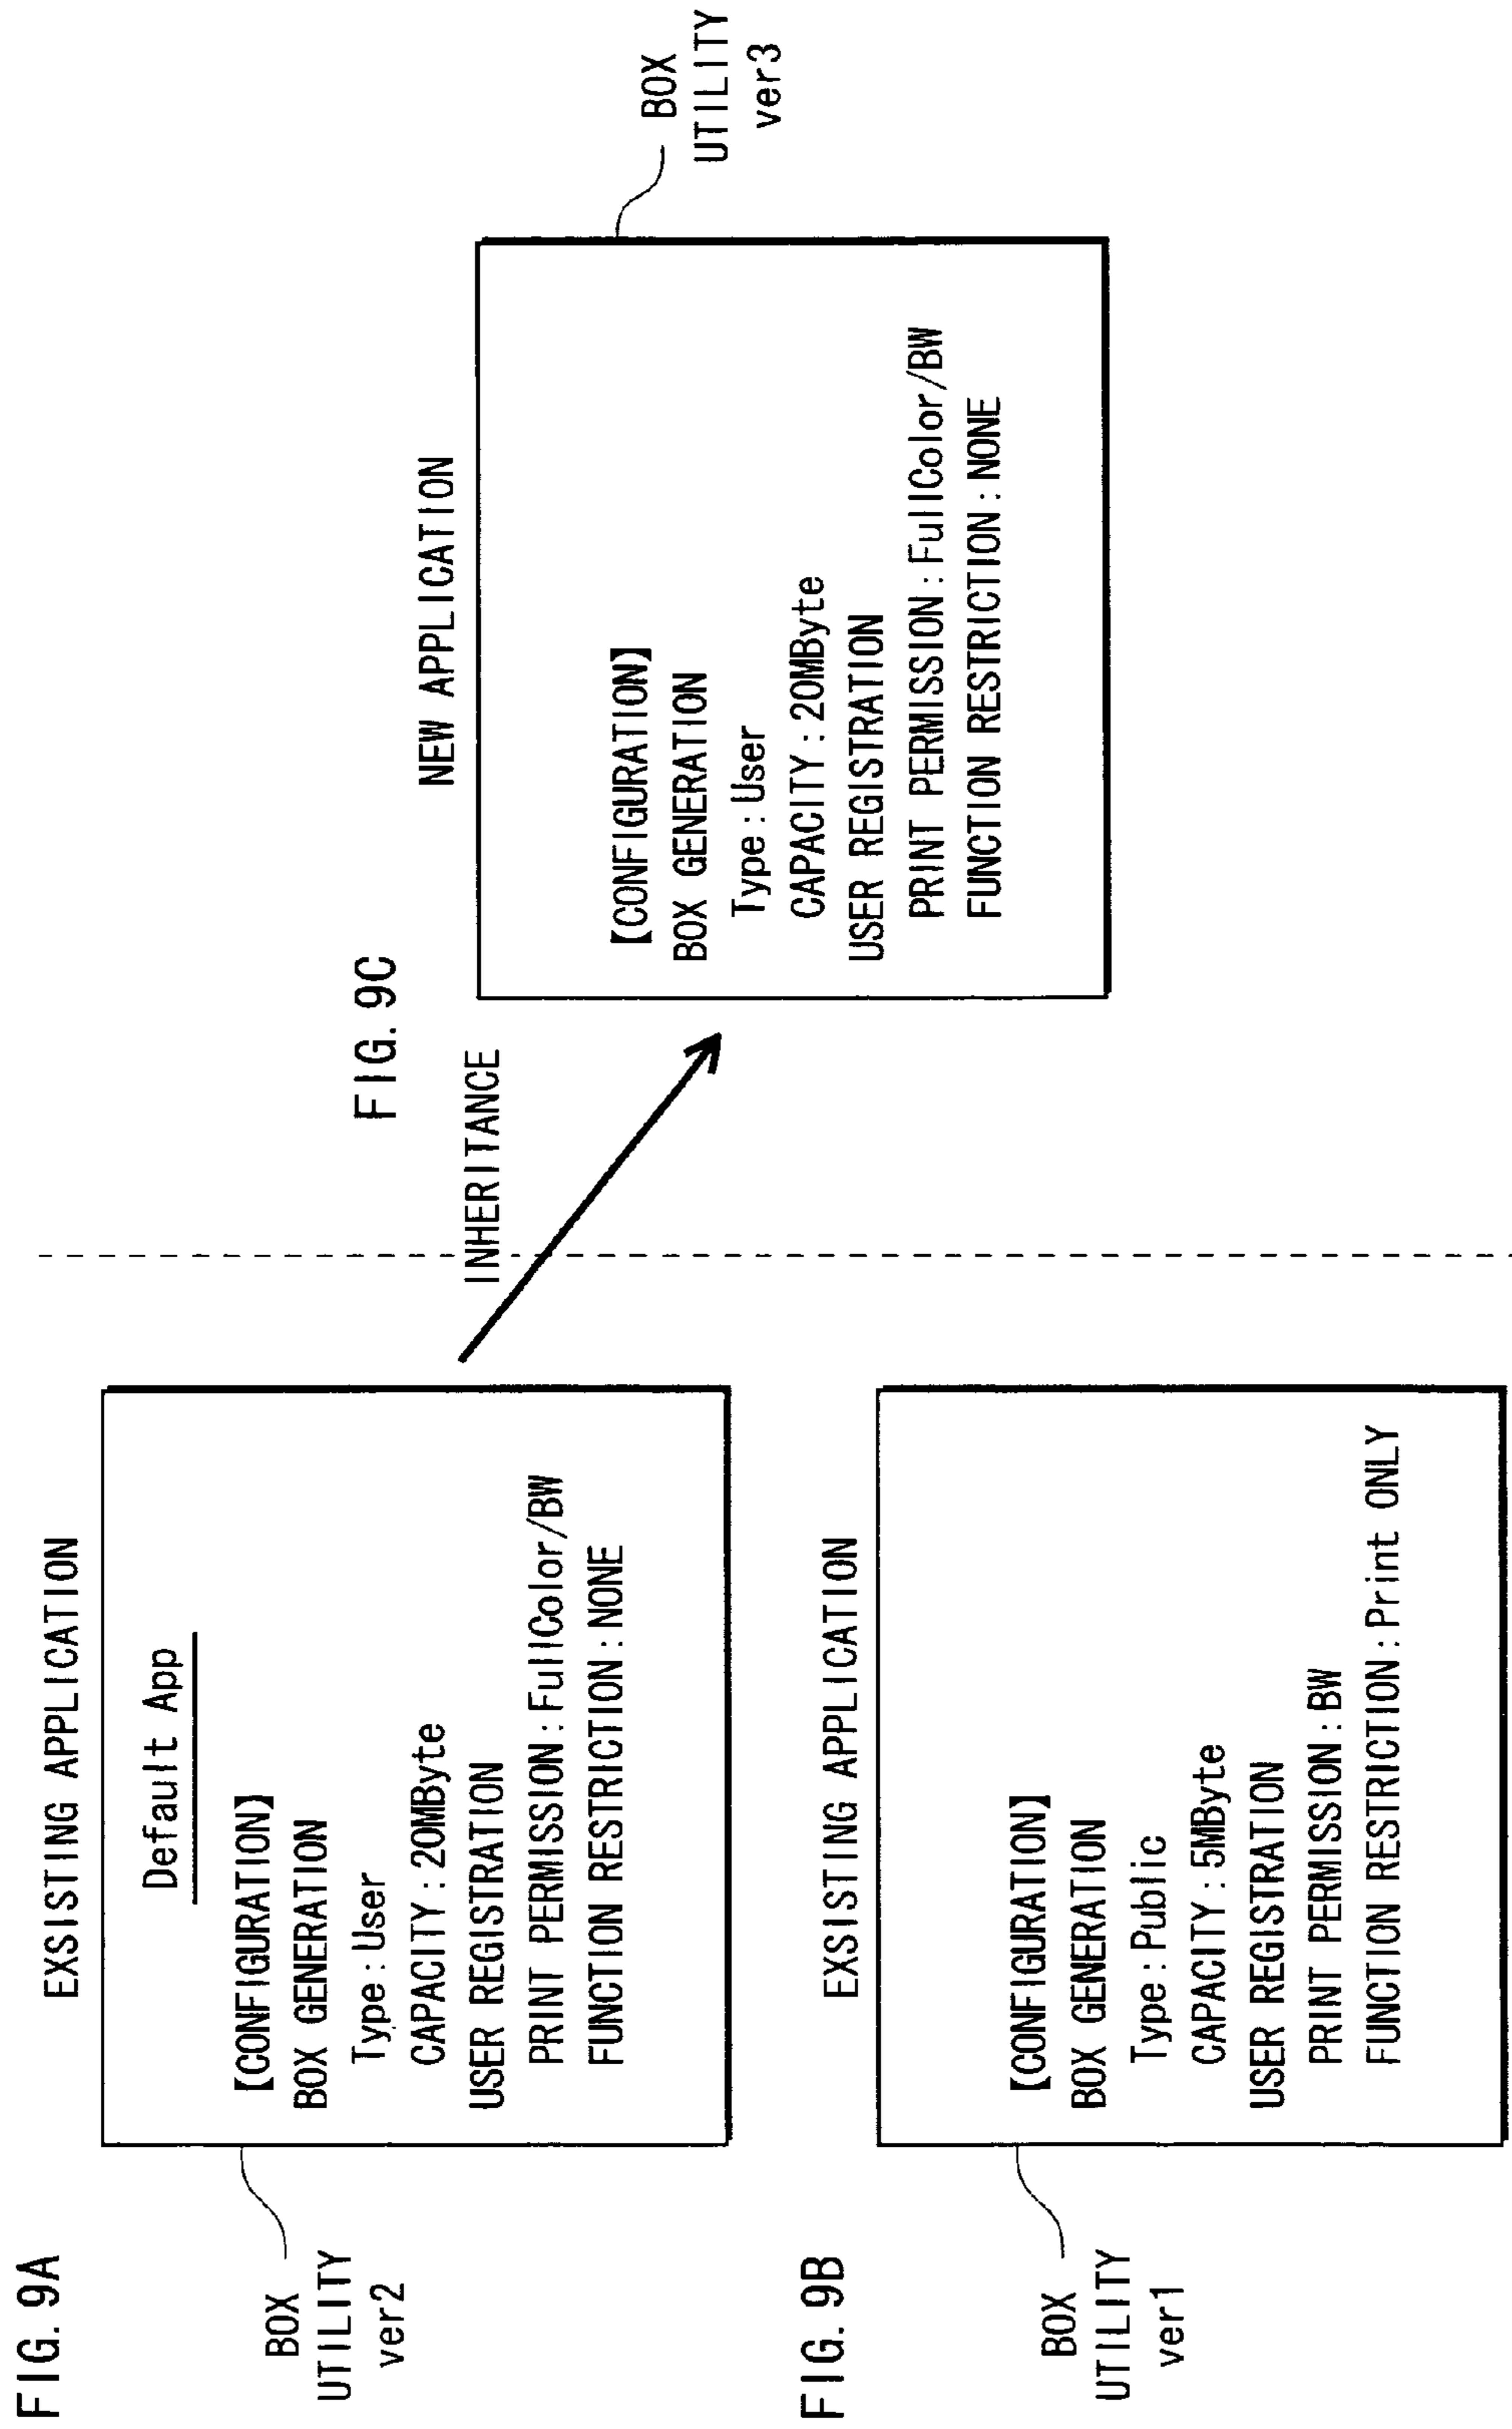 FIG. 9A
EXSISTING APPLICATION
Default App
【CONFIGURATION】
BOX GENERATION
Type:User
CAPACITY:20MByte
USER REGISTRATION
PRINT PERMISSION:FullColor/BW
FUNCTION RESTRICTION:NONE
BOX
UTILITY
ver2
FIG. 9B
EXSISTING APPLICATION
【CONFIGURATION】
BOX GENERATION
Type:Public
CAPACITY:5MByte
USER REGISTRATION
PRINT PERMISSION:BW
FUNCTION RESTRICTION:Print ONLY
BOX
UTILITY
ver1
INHERITANCE
FIG. 9C
NEW APPLICATION
【CONFIGURATION】
BOX GENERATION
Type:User
CAPACITY:20MByte
USER REGISTRATION
PRINT PERMISSION:FullColor/BW
FUNCTION RESTRICTION:NONE
BOX
UTILITY
ver3